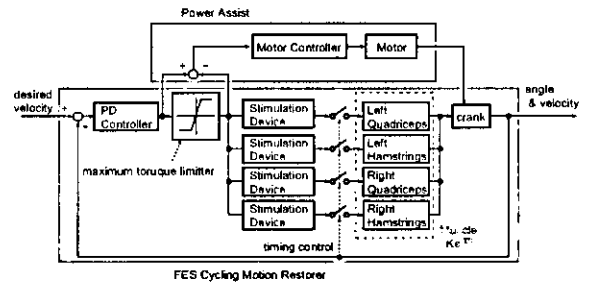 Power Assist
Motor Controller
Motor
+
−
desired
velocity
+
-
PD
Controller
maximum toruque limitter
Stimulation
Device
Stimulation
Device
Stimulation
Device
Stimulation
Device
Left
Quadriceps
Left
Hamstrings
Right
Quadriceps
Right
Hamstrings
crank
angle
& velocity
timing control
FES Cycling Motion Restorer